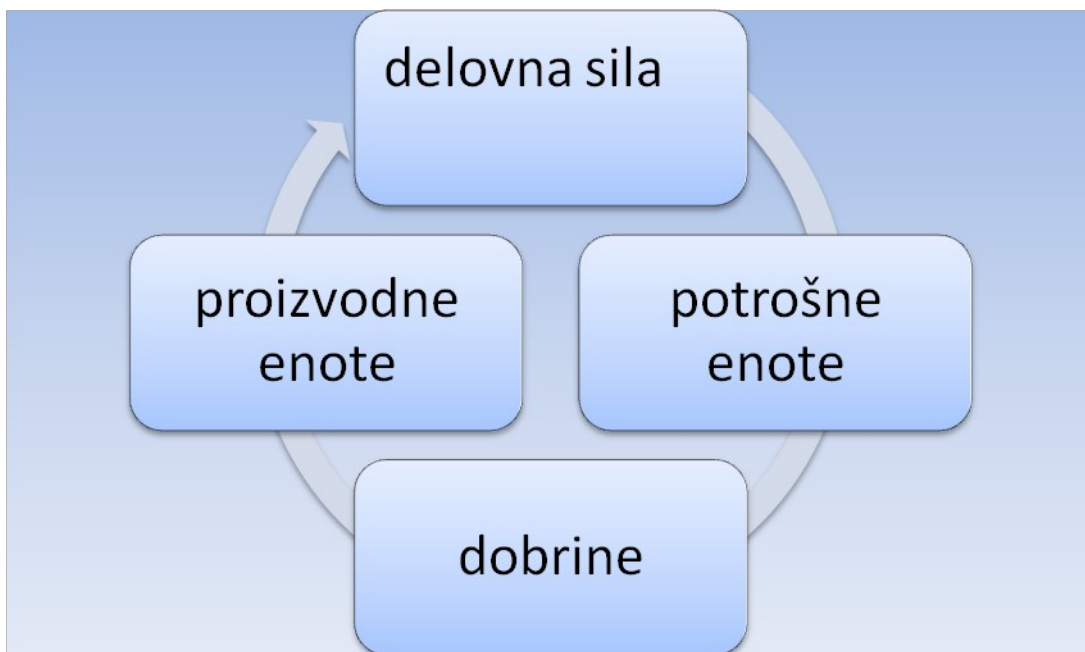 delovna sila
proizvodne
enote
potrošne
enote
dobrine